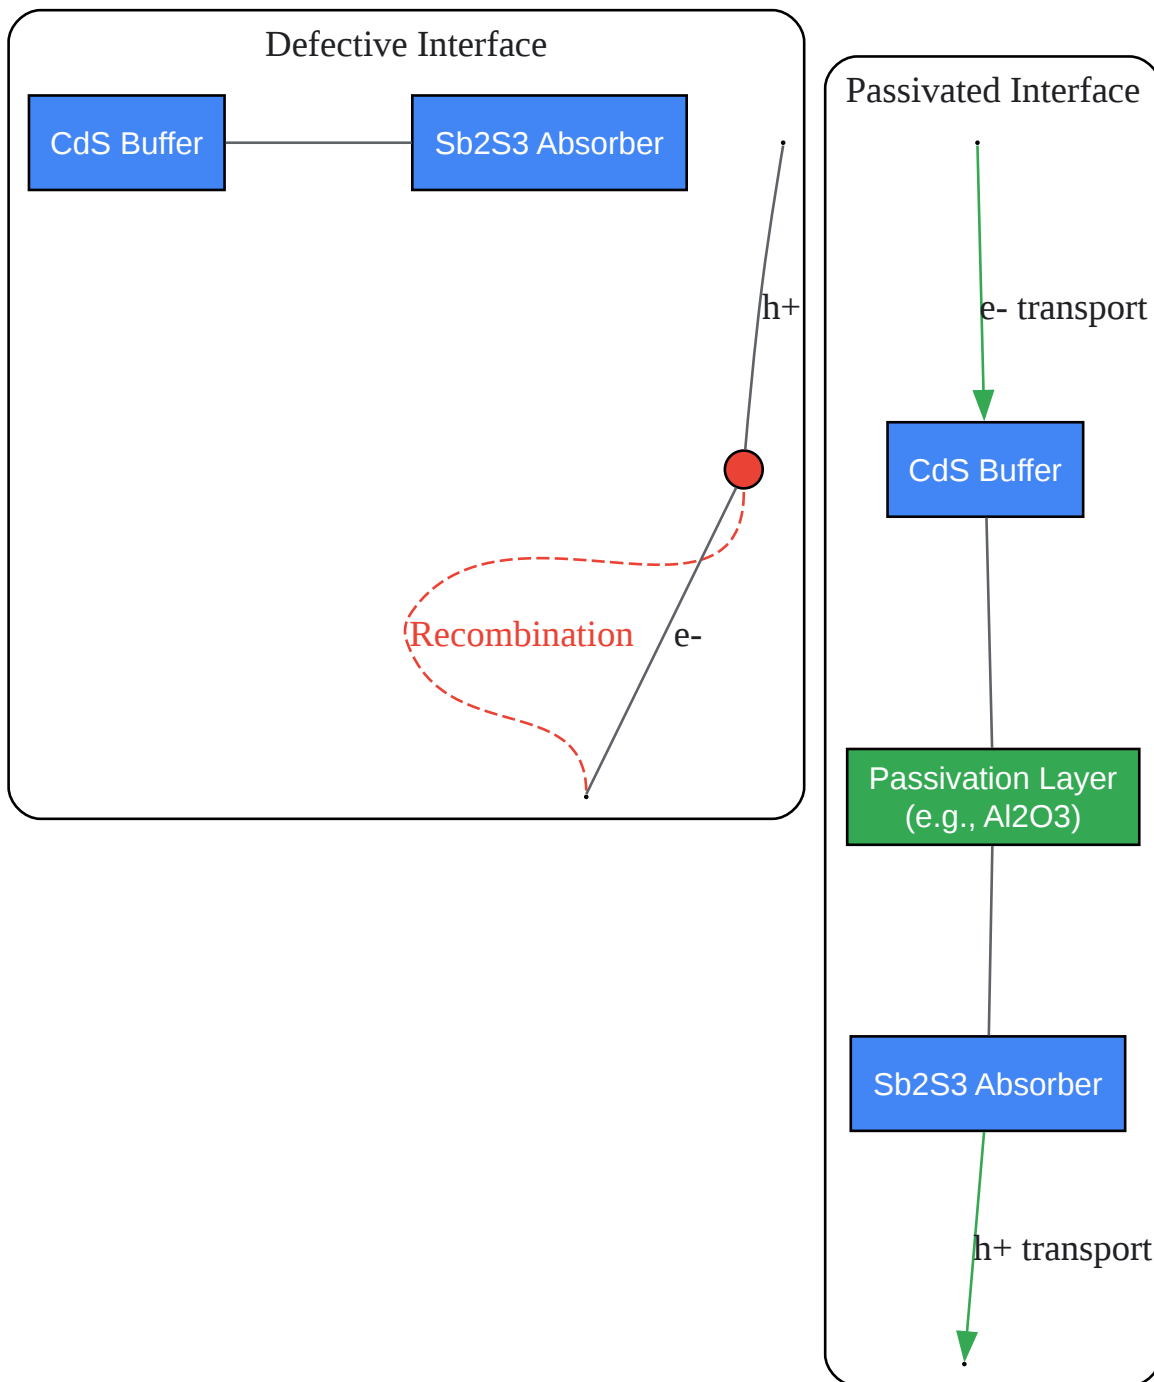 Defective Interface
CdS Buffer
Sb2S3 Absorber
h+
Recombination
e-
Passivated Interface
e- transport
CdS Buffer
Passivation Layer
(e.g., Al2O3)
Sb2S3 Absorber
h+ transport